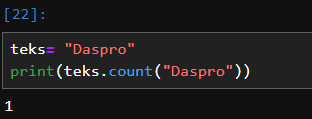 [22]:
teks= "Daspro"
print(teks.count("Daspro"))
1